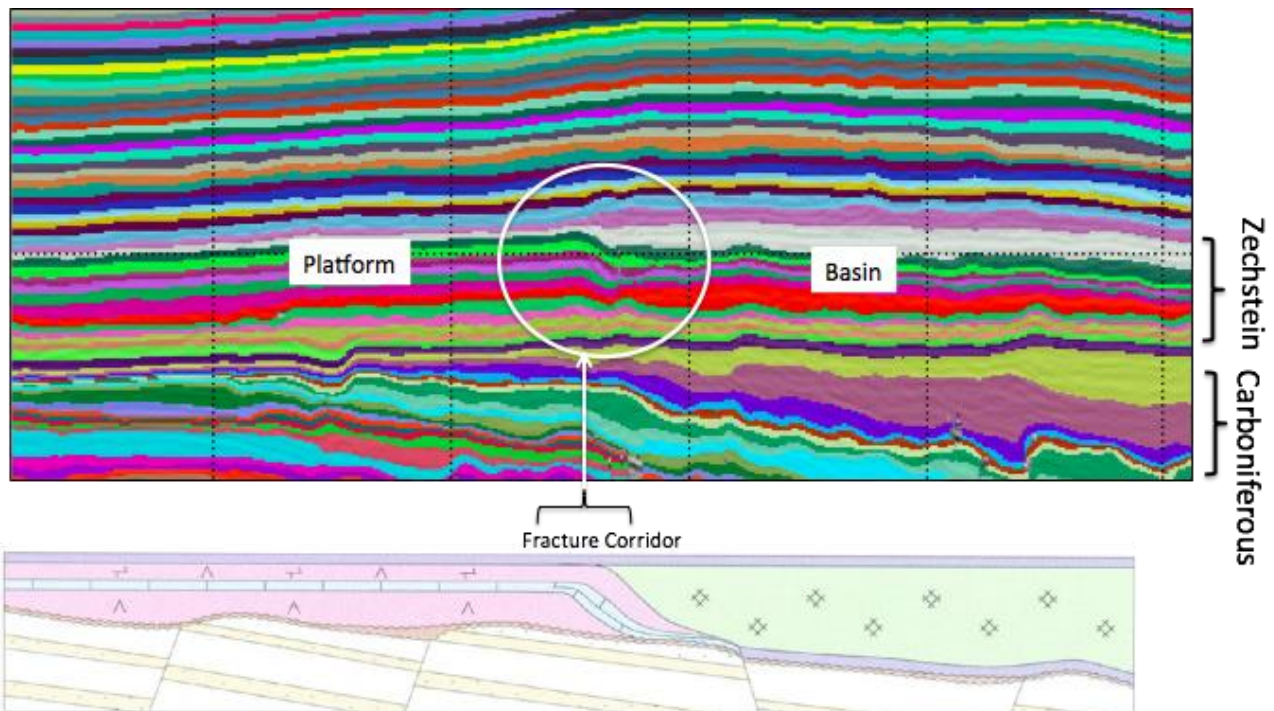 Platform
Basin
Zechstein
Carboniferous
Fracture Corridor